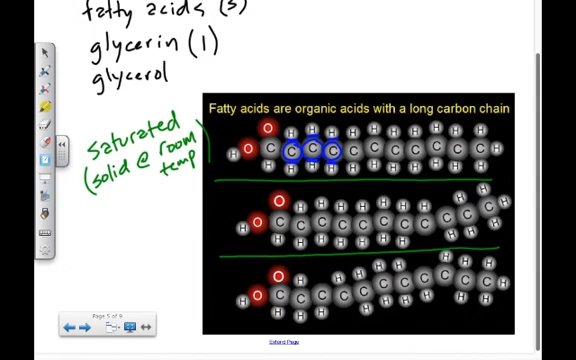 fatty acids (3)
glycerin (1)
glycerol
saturated
(solid @ room
temp)
Fatty acids are organic acids with a long carbon chain
Page 5 of 9
Extend Page